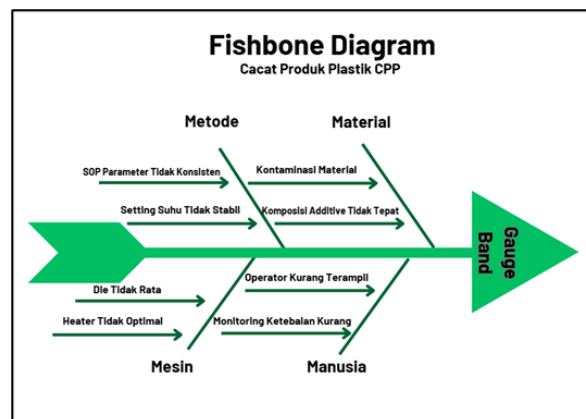 Fishbone Diagram
Cacat Produk Plastik CPP
Metode
Material
SOP Parameter Tidak Konsisten
Kontaminasi Material
Setting Suhu Tidak Stabil
Komposisi Additive Tidak Tepat
Gauge
Band
Die Tidak Rata
Operator Kurang Terampil
Heater Tidak Optimal
Monitoring Ketebalan Kurang
Mesin
Manusia